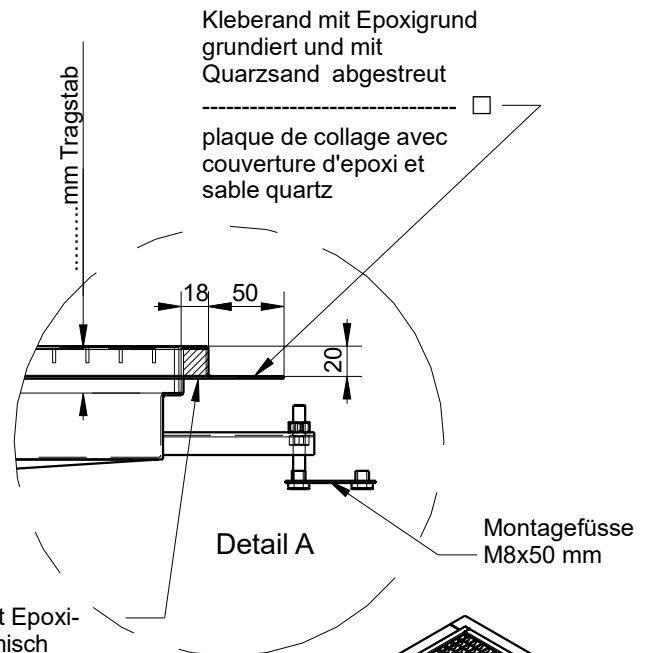 Kleberand mit Epoxigrund
grundiert und mit
Quarzsand abgestreut
--------------------------------
plaque de collage avec
couverture d'epoxi et
sable quartz
........mm Tragstab
18
50
20
Detail A
Montagefüsse
M8x50 mm
t Epoxi-
nisch